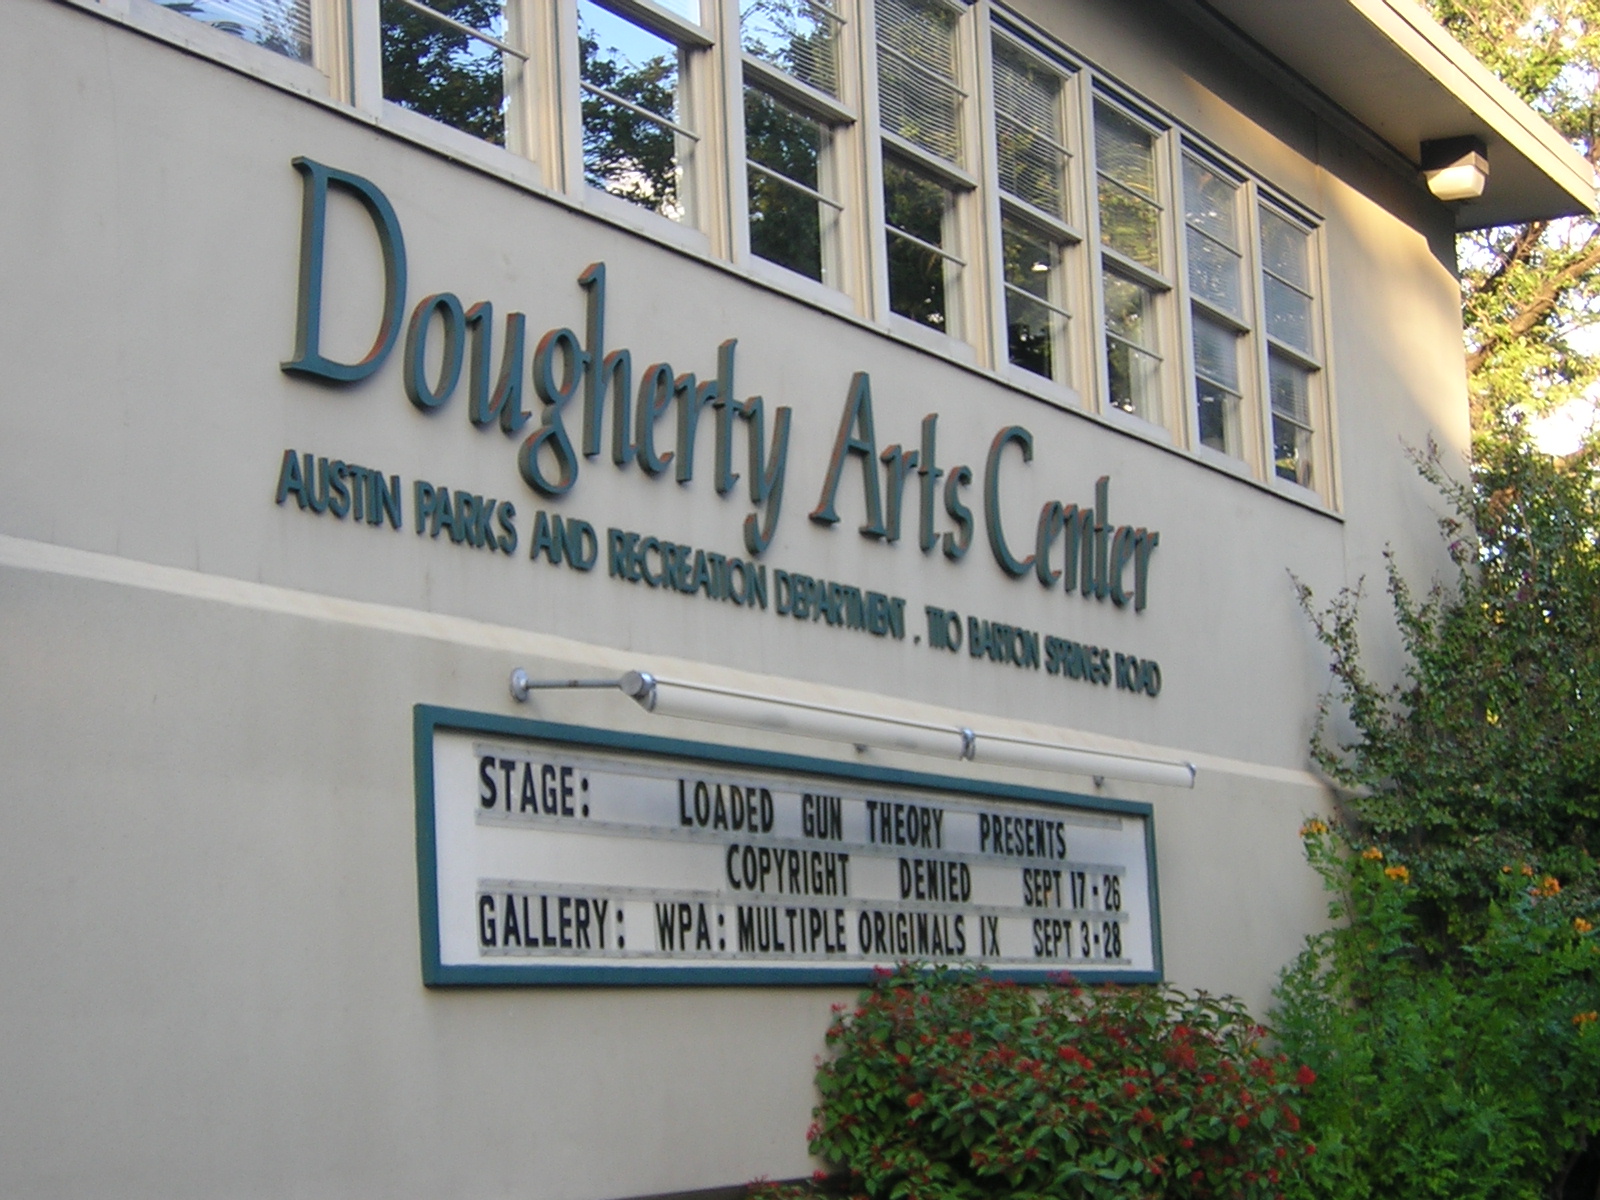 Dougherty Arts Center
AUSTIN PARKS AND RECREATION DEPARTMENT . 1110 BARTON SPRINGS ROAD
STAGE: LOADED GUN THEORY PRESENTS
COPYRIGHT DENIED SEPT 17-26
GALLERY: WPA: MULTIPLE ORIGINALS IX SEPT 3-28